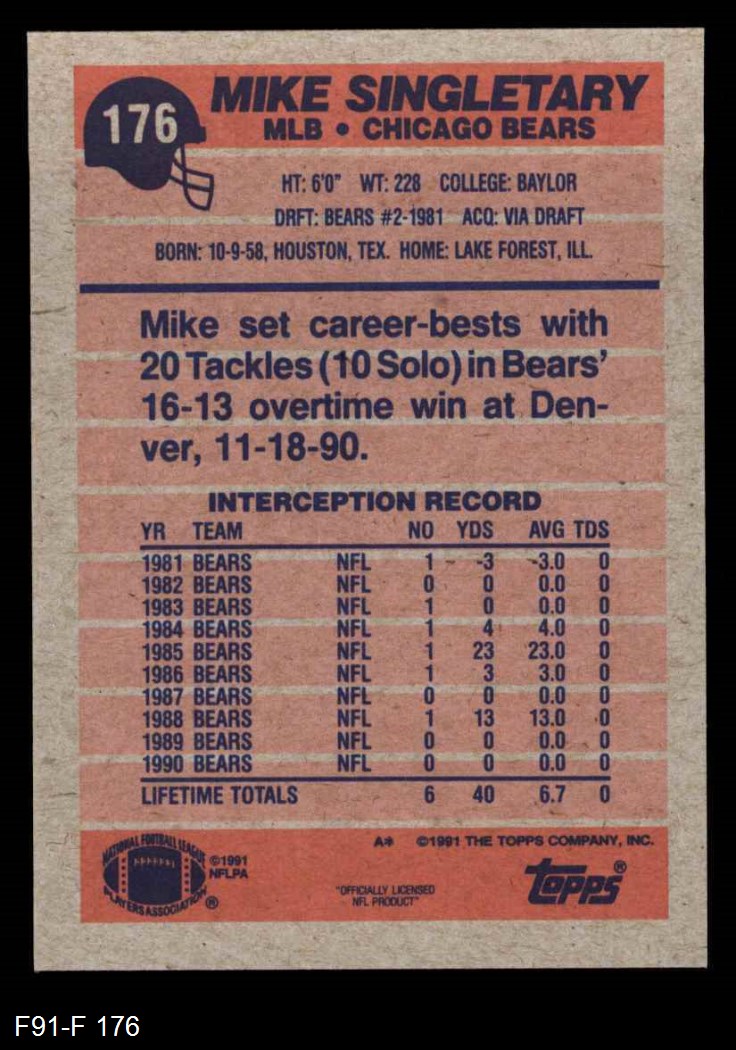 176
MIKE SINGLETARY
MLB • CHICAGO BEARS
HT: 6'0" WT: 228 COLLEGE: BAYLOR
DRFT: BEARS #2-1981 ACQ: VIA DRAFT
BORN: 10-9-58, HOUSTON, TEX. HOME: LAKE FOREST, ILL.
Mike set career-bests with
20 Tackles (10 Solo) in Bears'
16-13 overtime win at Den-
ver, 11-18-90.
INTERCEPTION RECORD
YR TEAM NO YDS AVG TDS
1981 BEARS NFL 1 -3 -3.0 0
1982 BEARS NFL 0 0 0.0 0
1983 BEARS NFL 1 0 0.0 0
1984 BEARS NFL 1 4 4.0 0
1985 BEARS NFL 1 23 23.0 0
1986 BEARS NFL 1 3 3.0 0
1987 BEARS NFL 0 0 0.0 0
1988 BEARS NFL 1 13 13.0 0
1989 BEARS NFL 0 0 0.0 0
1990 BEARS NFL 0 0 0.0 0
LIFETIME TOTALS 6 40 6.7 0
A* ©1991 THE TOPPS COMPANY, INC.
NATIONAL FOOTBALL LEAGUE
PLAYERS ASSOCIATION ®
©1991
NFLPA
"OFFICIALLY LICENSED
NFL PRODUCT"
topps®
F91-F 176